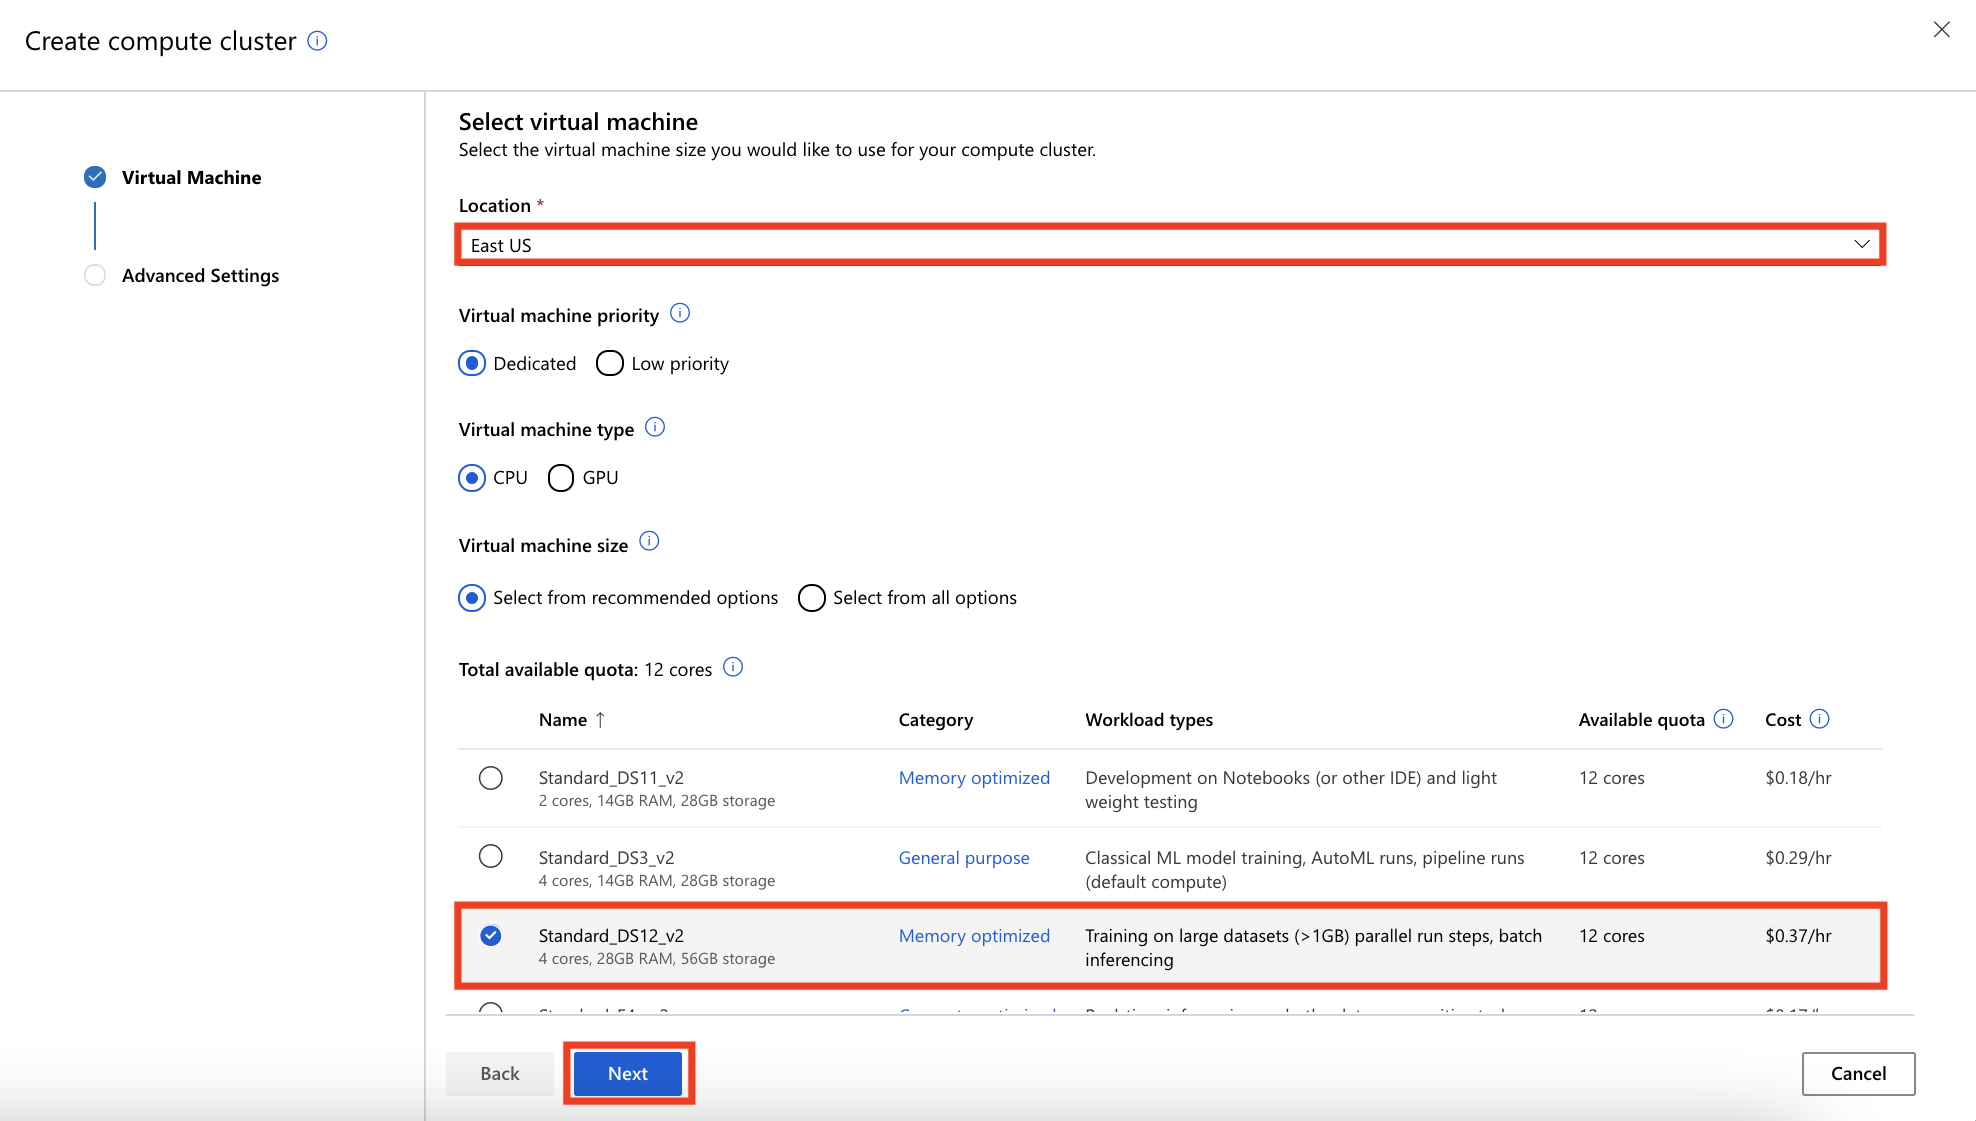 Create compute cluster
Virtual Machine
Advanced Settings
Select virtual machine
Select the virtual machine size you would like to use for your compute cluster.
Location *
East US
Virtual machine priority
Dedicated Low priority
Virtual machine type
CPU GPU
Virtual machine size
Select from recommended options Select from all options
Total available quota: 12 cores
Name ↑ Category Workload types Available quota Cost
Standard_DS11_v2 Memory optimized Development on Notebooks (or other IDE) and light 12 cores $0.18/hr
2 cores, 14GB RAM, 28GB storage weight testing
Standard_DS3_v2 General purpose Classical ML model training, AutoML runs, pipeline runs 12 cores $0.29/hr
4 cores, 14GB RAM, 28GB storage (default compute)
Standard_DS12_v2 Memory optimized Training on large datasets (>1GB) parallel run steps, batch 12 cores $0.37/hr
4 cores, 28GB RAM, 56GB storage inferencing
Back Next Cancel